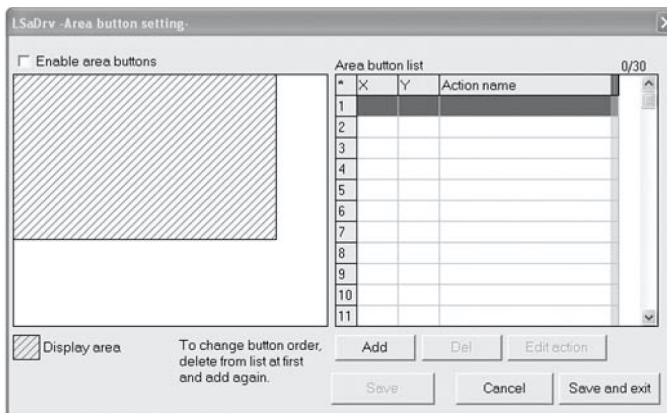 LSaDrv -Area button setting-
Enable area buttons
Area button list 0/30
* X Y Action name
1
2
3
4
5
6
7
8
9
10
11
Display area
To change button order,
delete from list at first
and add again.
Add Del Edit action
Save Cancel Save and exit